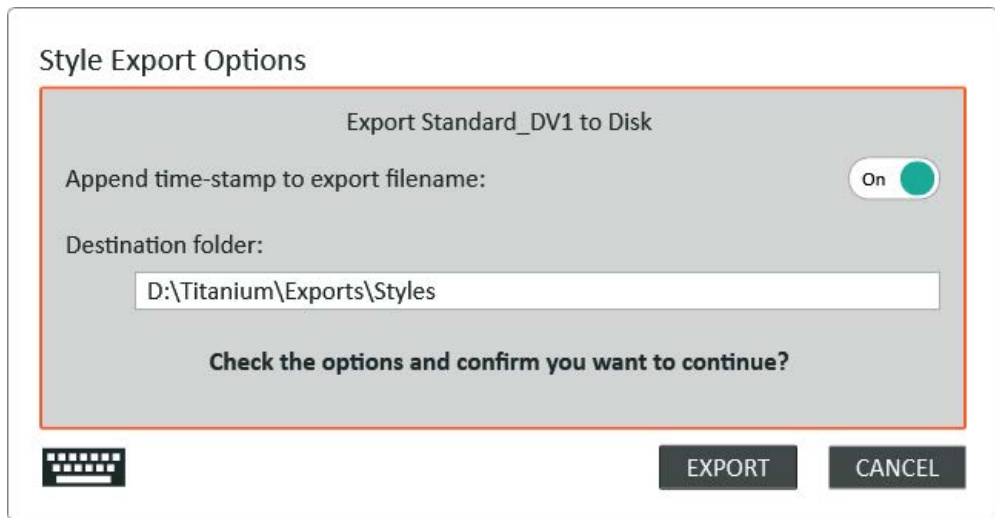 Style Export Options
Export Standard_DV1 to Disk
Append time-stamp to export filename:
On
Destination folder:
D:\Titanium\Exports\Styles
Check the options and confirm you want to continue?
EXPORT
CANCEL